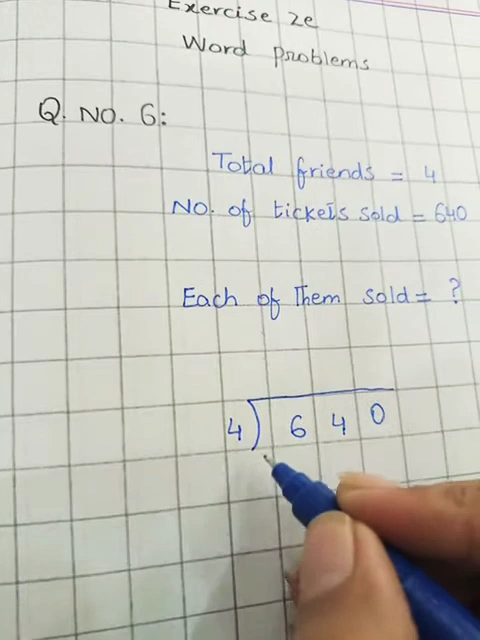 Exercise 2e
Word Problems
Q. NO. 6:
Total friends = 4
NO. of tickets sold = 640
Each of Them sold = ?
4) 6 4 0